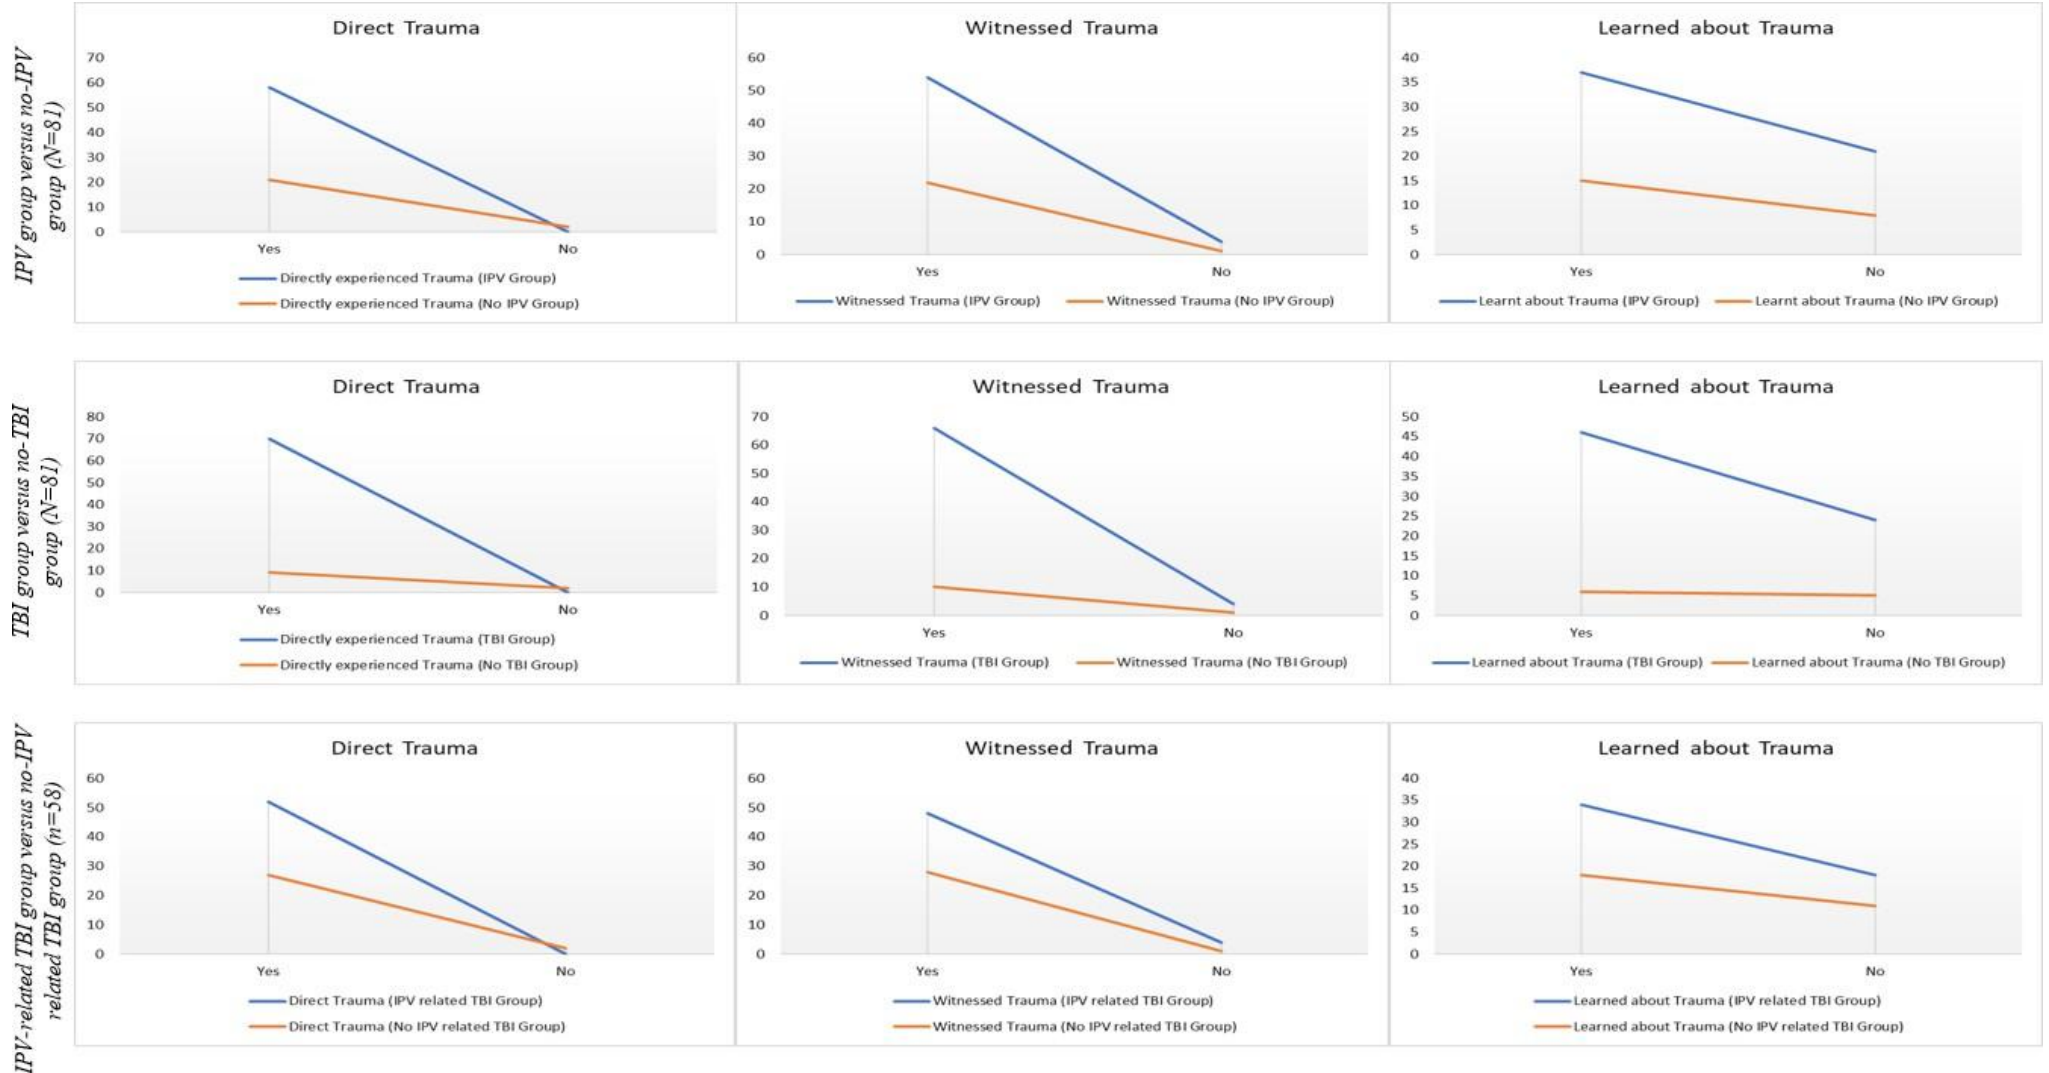 IPV group versus no-IPV
group (N=81)
Direct Trauma
70
60
50
40
30
20
10
0
Yes
No
Directly experienced Trauma (IPV Group)
Directly experienced Trauma (No IPV Group)
Witnessed Trauma
60
50
40
30
20
10
0
Yes
No
Witnessed Trauma (IPV Group)
Witnessed Trauma (No IPV Group)
Learned about Trauma
40
35
30
25
20
15
10
5
0
Yes
No
Learnt about Trauma (IPV Group)
Learnt about Trauma (No IPV Group)
TBI group versus no-TBI
group (N=81)
Direct Trauma
80
70
60
50
40
30
20
10
0
Yes
No
Directly experienced Trauma (TBI Group)
Directly experienced Trauma (No TBI Group)
Witnessed Trauma
70
60
50
40
30
20
10
0
Yes
No
Witnessed Trauma (TBI Group)
Witnessed Trauma (No TBI Group)
Learned about Trauma
50
45
40
35
30
25
20
15
10
5
0
Yes
No
Learned about Trauma (TBI Group)
Learned about Trauma (No TBI Group)
IPV-related TBI group versus no-IPV
related TBI group (n=58)
Direct Trauma
60
50
40
30
20
10
0
Yes
No
Direct Trauma (IPV related TBI Group)
Direct Trauma (No IPV related TBI Group)
Witnessed Trauma
60
50
40
30
20
10
0
Yes
No
Witnessed Trauma (IPV related TBI Group)
Witnessed Trauma (No IPV related TBI Group)
Learned about Trauma
40
35
30
25
20
15
10
5
0
Yes
No
Learned about Trauma (IPV related TBI Group)
Learned about Trauma (No IPV related TBI Group)